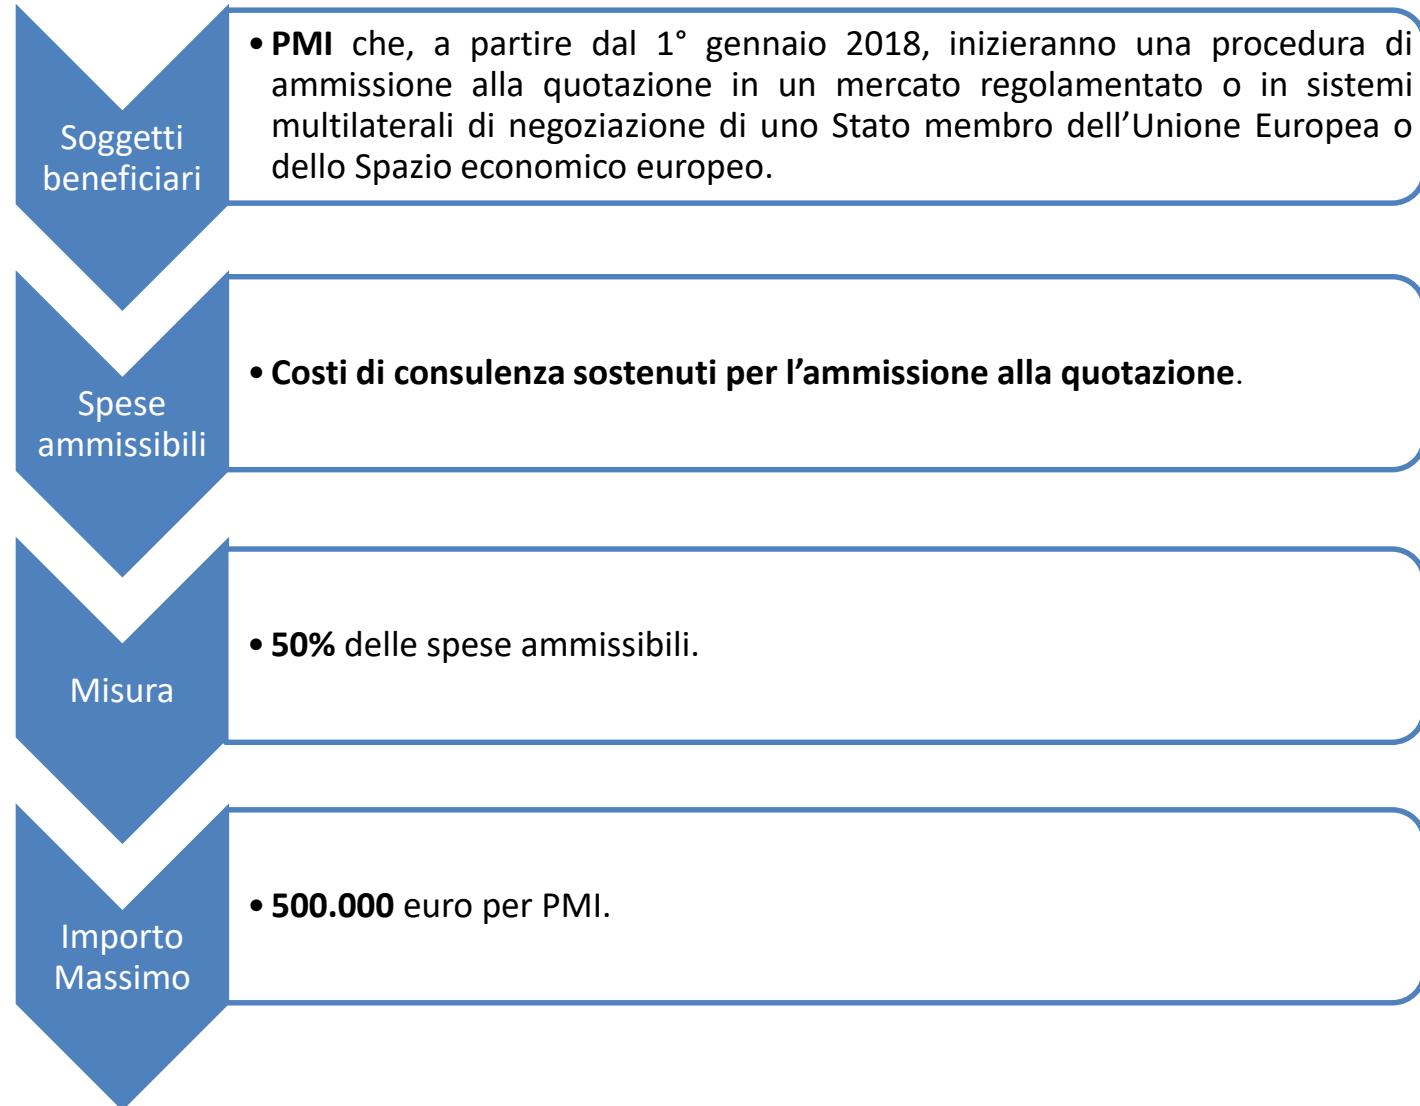 Soggetti
beneficiari
• PMI che, a partire dal 1° gennaio 2018, inizieranno una procedura di
ammissione alla quotazione in un mercato regolamentato o in sistemi
multilaterali di negoziazione di uno Stato membro dell’Unione Europea o
dello Spazio economico europeo.
Spese
ammissibili
• Costi di consulenza sostenuti per l’ammissione alla quotazione.
Misura
• 50% delle spese ammissibili.
Importo
Massimo
• 500.000 euro per PMI.